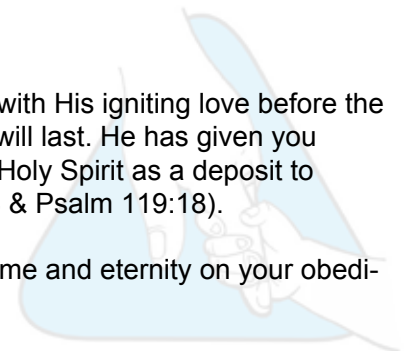 with His igniting love before the
will last. He has given you
Holy Spirit as a deposit to
& Psalm 119:18).
me and eternity on your obedi-